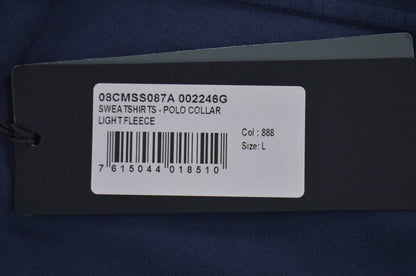 08CMSS087A 002246G
SWEATSHIRTS - POLO COLLAR
LIGHT FLEECE
Col : 888
Size: L
7 615044 018510